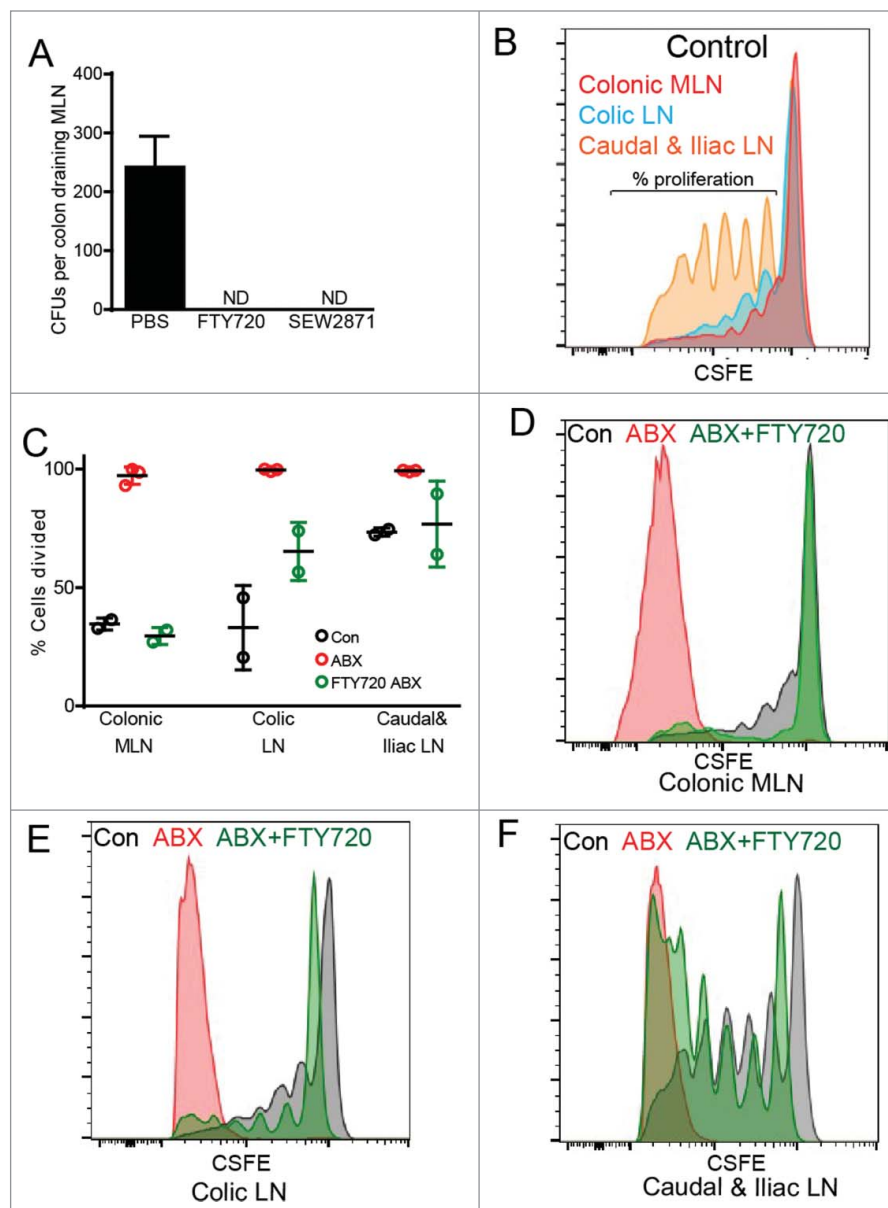 A
CFUs per colon draining MLN
400
300
200
100
0
ND
ND
PBS
FTY720
SEW2871
B
Control
Colonic MLN
Colic LN
Caudal & Iliac LN
% proliferation
CSFE
C
% Cells divided
100
50
0
Con
ABX
FTY720 ABX
Colonic
MLN
Colic
LN
Caudal&
Iliac LN
D
Con ABX ABX+FTY720
CSFE
Colonic MLN
E
Con ABX ABX+FTY720
CSFE
Colic LN
F
Con ABX ABX+FTY720
CSFE
Caudal & Iliac LN